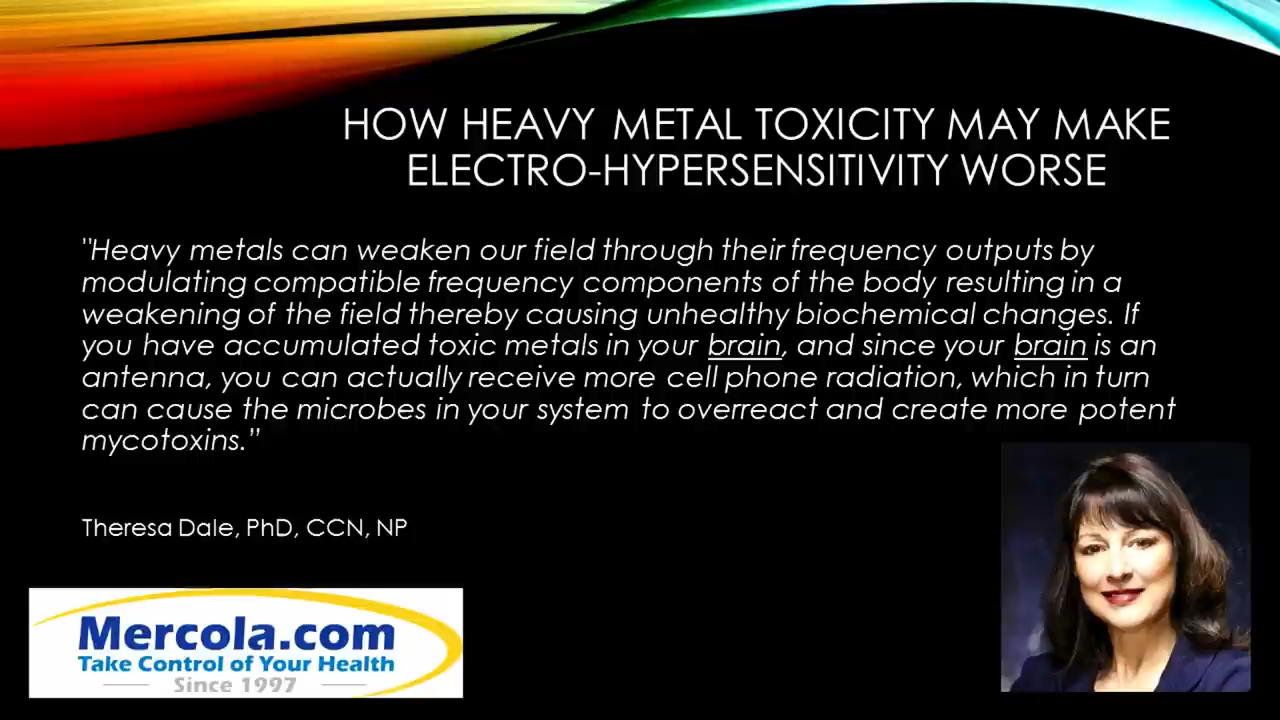 HOW HEAVY METAL TOXICITY MAY MAKE
ELECTRO-HYPERSENSITIVITY WORSE
"Heavy metals can weaken our field through their frequency outputs by
modulating compatible frequency components of the body resulting in a
weakening of the field thereby causing unhealthy biochemical changes. If
you have accumulated toxic metals in your brain, and since your brain is an
antenna, you can actually receive more cell phone radiation, which in turn
can cause the microbes in your system to overreact and create more potent
mycotoxins."
Theresa Dale, PhD, CCN, NP
Mercola.com
Take Control of Your Health
Since 1997